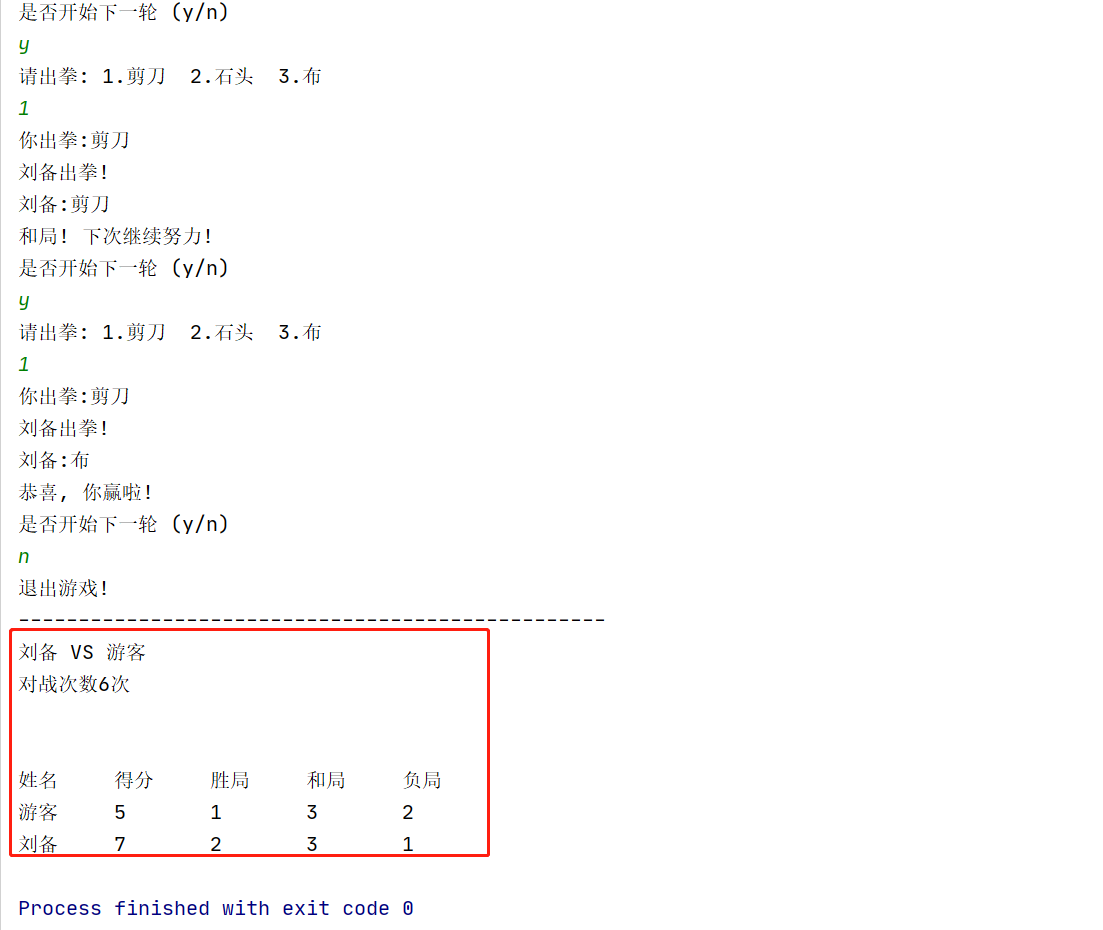 是否开始下一轮 (y/n)
y
请出拳: 1.剪刀  2.石头  3.布
1
你出拳:剪刀
刘备出拳!
刘备:剪刀
和局! 下次继续努力!
是否开始下一轮 (y/n)
y
请出拳: 1.剪刀  2.石头  3.布
1
你出拳:剪刀
刘备出拳!
刘备:布
恭喜, 你赢啦!
是否开始下一轮 (y/n)
n
退出游戏!
-------------------------------------------------
刘备 VS 游客
对战次数6次
姓名 得分 胜局 和局 负局
游客 5 1 3 2
刘备 7 2 3 1
Process finished with exit code 0